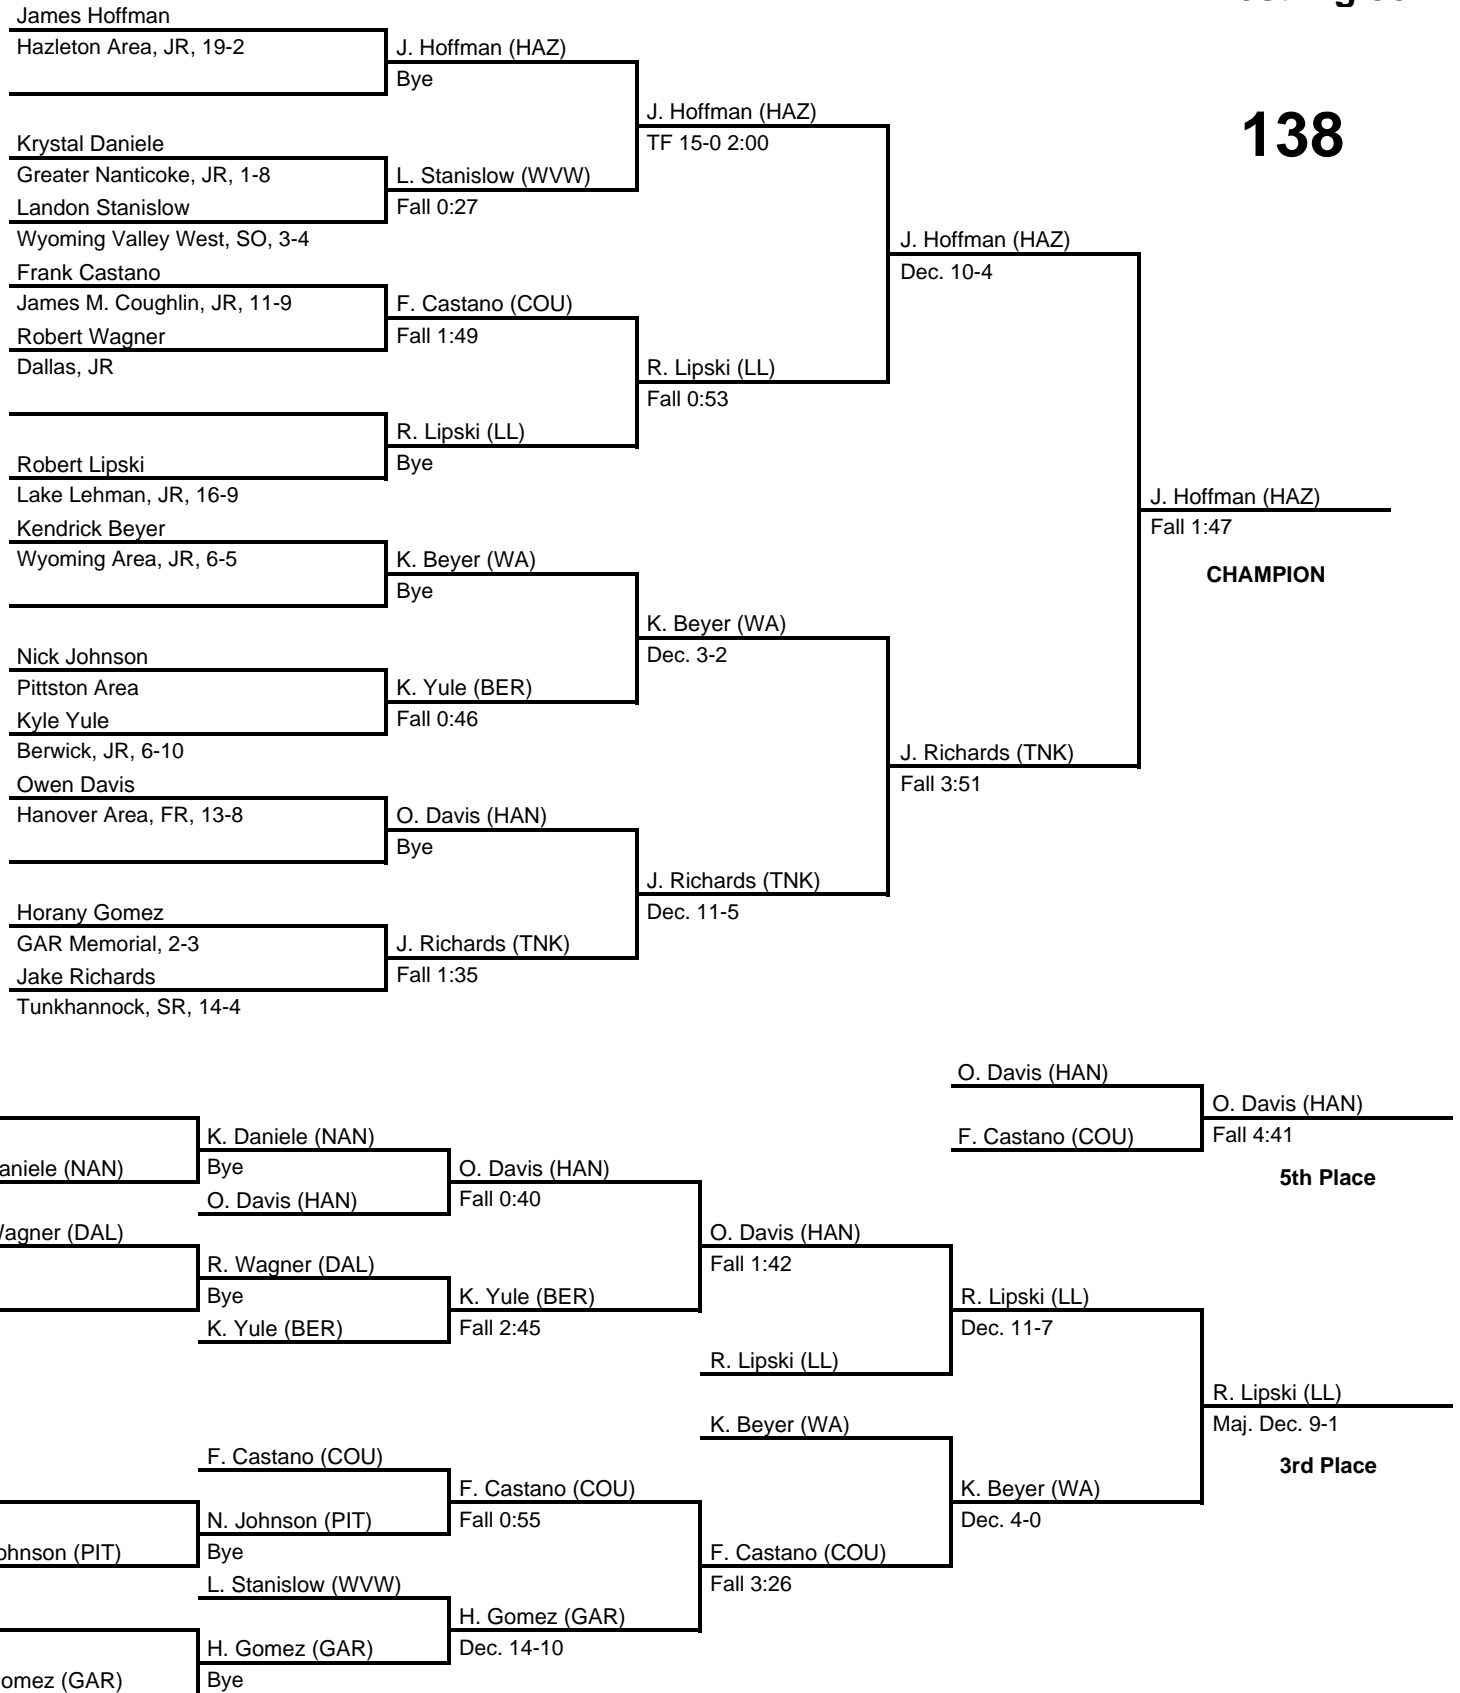 James Hoffman
Hazleton Area, JR, 19-2
J. Hoffman (HAZ)
Bye
J. Hoffman (HAZ)
TF 15-0 2:00
138
Krystal Daniele
Greater Nanticoke, JR, 1-8
L. Stanislow (WVW)
Landon Stanislow
Fall 0:27
Wyoming Valley West, SO, 3-4
J. Hoffman (HAZ)
Dec. 10-4
Frank Castano
James M. Coughlin, JR, 11-9
F. Castano (COU)
Robert Wagner
Fall 1:49
Dallas, JR
R. Lipski (LL)
Fall 0:53
R. Lipski (LL)
Robert Lipski
Bye
Lake Lehman, JR, 16-9
J. Hoffman (HAZ)
Fall 1:47
CHAMPION
Kendrick Beyer
Wyoming Area, JR, 6-5
K. Beyer (WA)
Bye
K. Beyer (WA)
Dec. 3-2
Nick Johnson
Pittston Area
K. Yule (BER)
Kyle Yule
Fall 0:46
Berwick, JR, 6-10
J. Richards (TNK)
Fall 3:51
Owen Davis
Hanover Area, FR, 13-8
O. Davis (HAN)
Bye
J. Richards (TNK)
Dec. 11-5
Horany Gomez
GAR Memorial, 2-3
J. Richards (TNK)
Jake Richards
Fall 1:35
Tunkhannock, SR, 14-4
O. Davis (HAN)
O. Davis (HAN)
F. Castano (COU)
Fall 4:41
5th Place
K. Daniele (NAN)
aniele (NAN)
Bye
O. Davis (HAN)
O. Davis (HAN)
Fall 0:40
Wagner (DAL)
O. Davis (HAN)
Fall 1:42
R. Wagner (DAL)
Bye
K. Yule (BER)
K. Yule (BER)
Fall 2:45
R. Lipski (LL)
Dec. 11-7
R. Lipski (LL)
R. Lipski (LL)
Maj. Dec. 9-1
3rd Place
K. Beyer (WA)
F. Castano (COU)
F. Castano (COU)
Fall 0:55
K. Beyer (WA)
Dec. 4-0
N. Johnson (PIT)
ohnson (PIT)
Bye
F. Castano (COU)
Fall 3:26
L. Stanislow (WVW)
H. Gomez (GAR)
Dec. 14-10
H. Gomez (GAR)
omez (GAR)
Bye